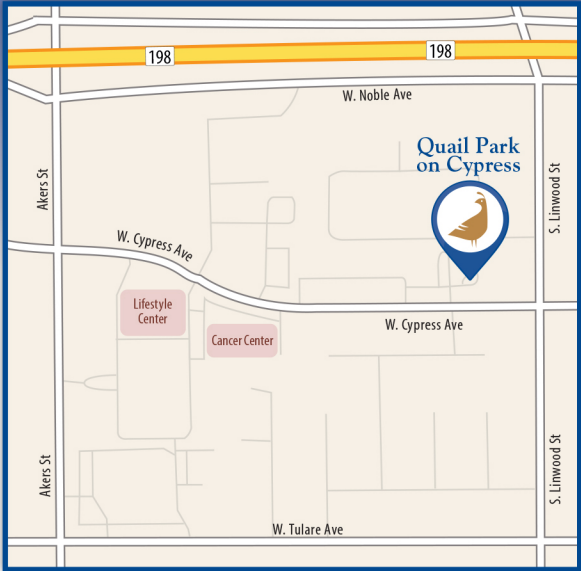 198
198
W. Noble Ave
Quail Park
on Cypress
Akers St
S. Linwood St
W. Cypress Ave
Lifestyle
Center
W. Cypress Ave
Cancer Center
Akers St
S. Linwood St
W. Tulare Ave